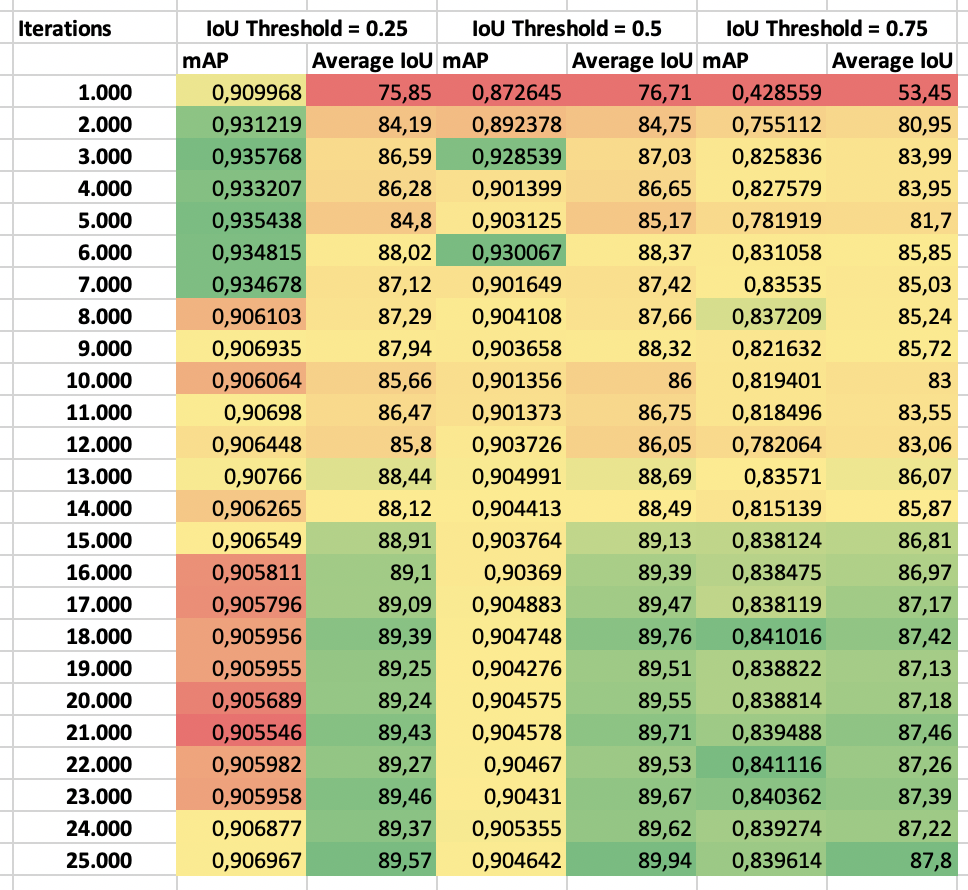 Iterations IoU Threshold = 0.25 IoU Threshold = 0.5 IoU Threshold = 0.75
mAP Average IoU mAP Average IoU mAP Average IoU
1.000 0,909968 75,85 0,872645 76,71 0,428559 53,45
2.000 0,931219 84,19 0,892378 84,75 0,755112 80,95
3.000 0,935768 86,59 0,928539 87,03 0,825836 83,99
4.000 0,933207 86,28 0,901399 86,65 0,827579 83,95
5.000 0,935438 84,8 0,903125 85,17 0,781919 81,7
6.000 0,934815 88,02 0,930067 88,37 0,831058 85,85
7.000 0,934678 87,12 0,901649 87,42 0,83535 85,03
8.000 0,906103 87,29 0,904108 87,66 0,837209 85,24
9.000 0,906935 87,94 0,903658 88,32 0,821632 85,72
10.000 0,906064 85,66 0,901356 86 0,819401 83
11.000 0,90698 86,47 0,901373 86,75 0,818496 83,55
12.000 0,906448 85,8 0,903726 86,05 0,782064 83,06
13.000 0,90766 88,44 0,904991 88,69 0,83571 86,07
14.000 0,906265 88,12 0,904413 88,49 0,815139 85,87
15.000 0,906549 88,91 0,903764 89,13 0,838124 86,81
16.000 0,905811 89,1 0,90369 89,39 0,838475 86,97
17.000 0,905796 89,09 0,904883 89,47 0,838119 87,17
18.000 0,905956 89,39 0,904748 89,76 0,841016 87,42
19.000 0,905955 89,25 0,904276 89,51 0,838822 87,13
20.000 0,905689 89,24 0,904575 89,55 0,838814 87,18
21.000 0,905546 89,43 0,904578 89,71 0,839488 87,46
22.000 0,905982 89,27 0,90467 89,53 0,841116 87,26
23.000 0,905958 89,46 0,90431 89,67 0,840362 87,39
24.000 0,906877 89,37 0,905355 89,62 0,839274 87,22
25.000 0,906967 89,57 0,904642 89,94 0,839614 87,8